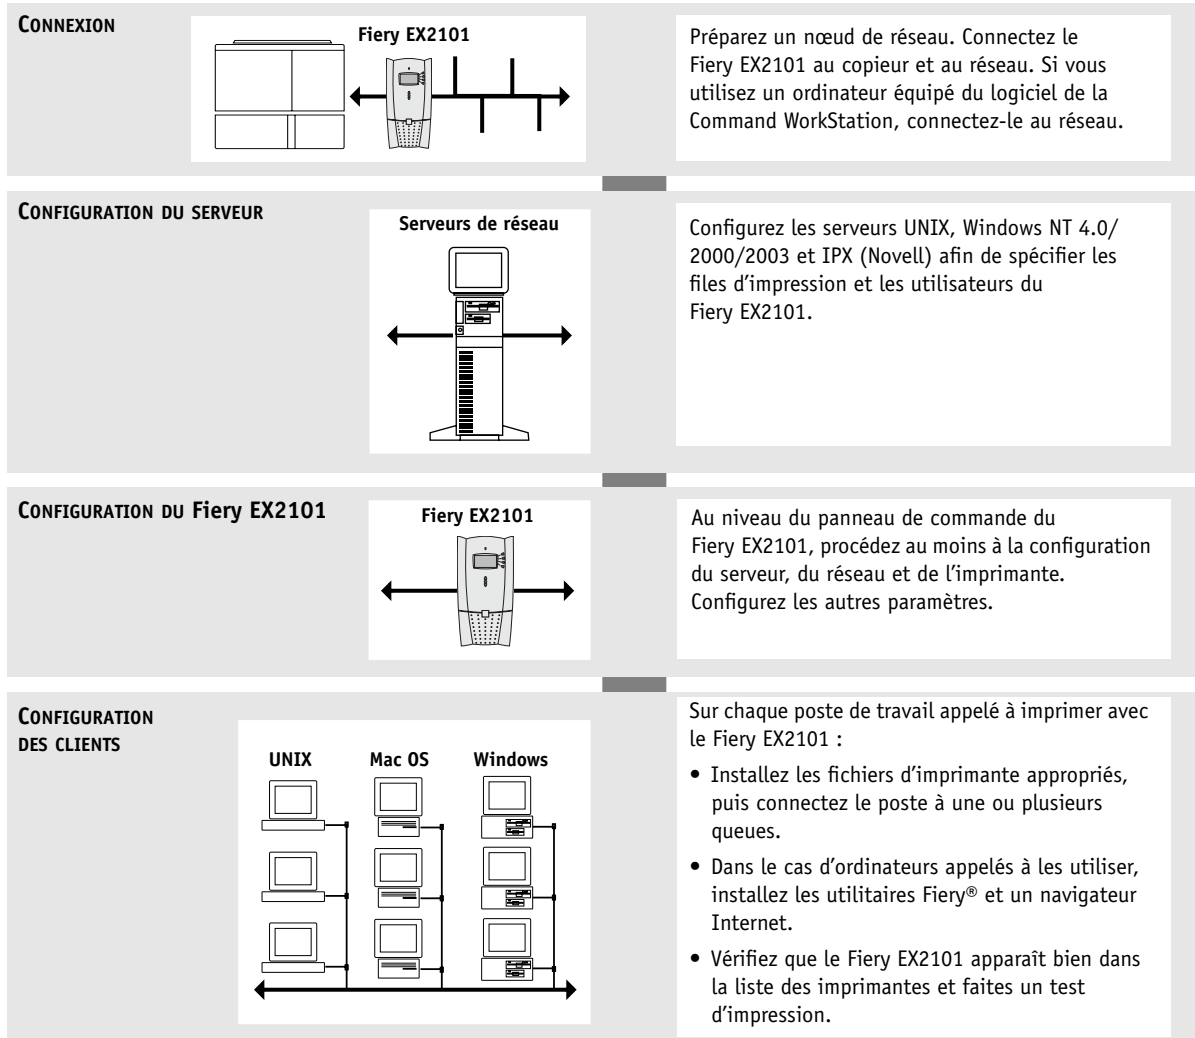 CONNEXION
Fiery EX2101
Préparez un nœud de réseau. Connectez le
Fiery EX2101 au copieur et au réseau. Si vous
utilisez un ordinateur équipé du logiciel de la
Command WorkStation, connectez-le au réseau.
CONFIGURATION DU SERVEUR
Serveurs de réseau
Configurez les serveurs UNIX, Windows NT 4.0/
2000/2003 et IPX (Novell) afin de spécifier les
files d'impression et les utilisateurs du
Fiery EX2101.
CONFIGURATION DU Fiery EX2101
Fiery EX2101
Au niveau du panneau de commande du
Fiery EX2101, procédez au moins à la configuration
du serveur, du réseau et de l'imprimante.
Configurez les autres paramètres.
CONFIGURATION
DES CLIENTS
UNIX Mac OS Windows
Sur chaque poste de travail appelé à imprimer avec
le Fiery EX2101 :
• Installez les fichiers d'imprimante appropriés,
puis connectez le poste à une ou plusieurs
queues.
• Dans le cas d'ordinateurs appelés à les utiliser,
installez les utilitaires Fiery® et un navigateur
Internet.
• Vérifiez que le Fiery EX2101 apparaît bien dans
la liste des imprimantes et faites un test
d'impression.